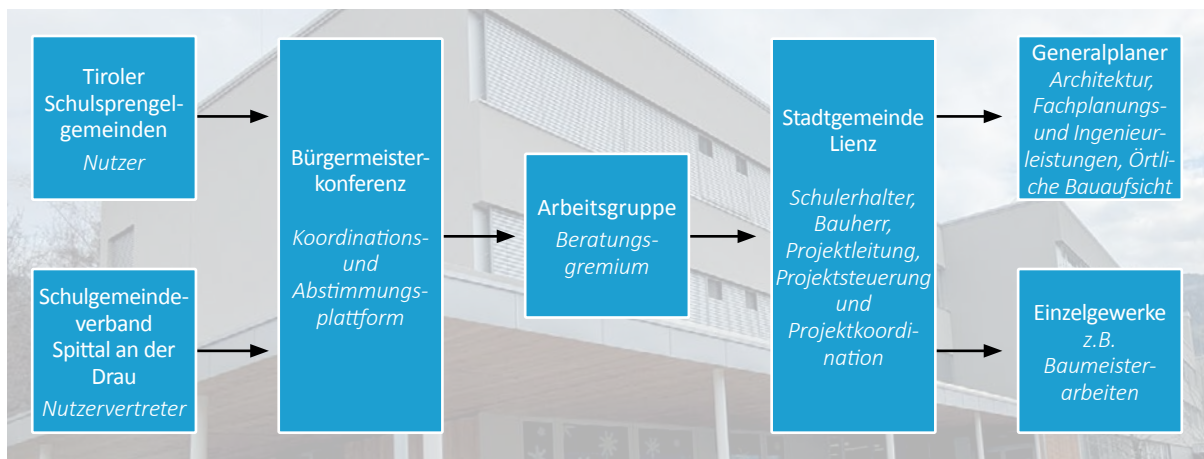 Tiroler
Schulsprengel-
gemeinden
Nutzer
Schulgemeinde-
verband
Spittal an der
Drau
Nutzervertreter
Bürgermeister-
konferenz
Koordinations-
und
Abstimmungs-
plattform
Arbeitsgruppe
Beratungs-
gremium
Stadtgemeinde
Lienz
Schulerhalter,
Bauherr,
Projektleitung,
Projektsteuerung
und
Projektkoordi-
nation
Generalplaner
Architektur,
Fachplanungs-
und Ingenieur-
leistungen, Örtli-
che Bauaufsicht
Einzelgewerke
z.B.
Baumeister-
arbeiten